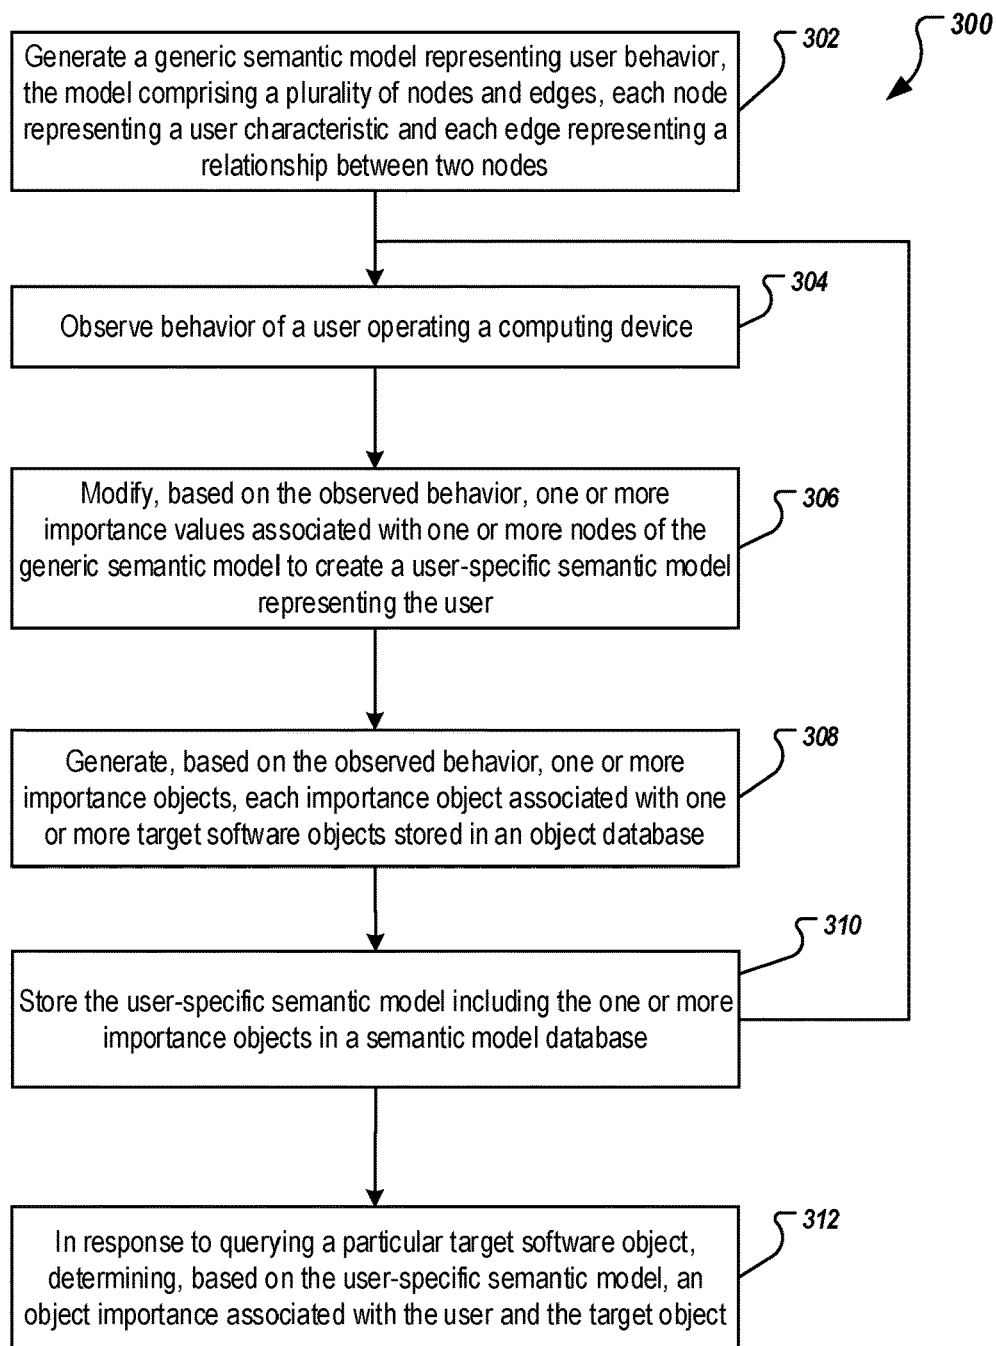 300
302
Generate a generic semantic model representing user behavior,
the model comprising a plurality of nodes and edges, each node
representing a user characteristic and each edge representing a
relationship between two nodes
304
Observe behavior of a user operating a computing device
306
Modify, based on the observed behavior, one or more
importance values associated with one or more nodes of the
generic semantic model to create a user-specific semantic model
representing the user
308
Generate, based on the observed behavior, one or more
importance objects, each importance object associated with one
or more target software objects stored in an object database
310
Store the user-specific semantic model including the one or more
importance objects in a semantic model database
312
In response to querying a particular target software object,
determining, based on the user-specific semantic model, an
object importance associated with the user and the target object